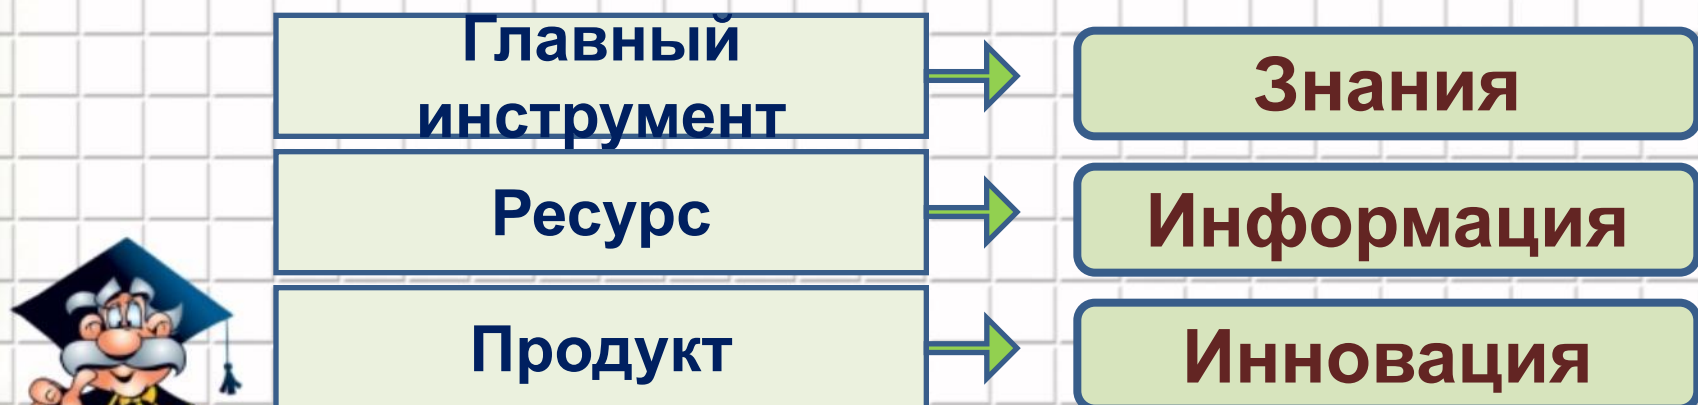 Главный
инструмент
Знания
Ресурс
Информация
Продукт
Инновация